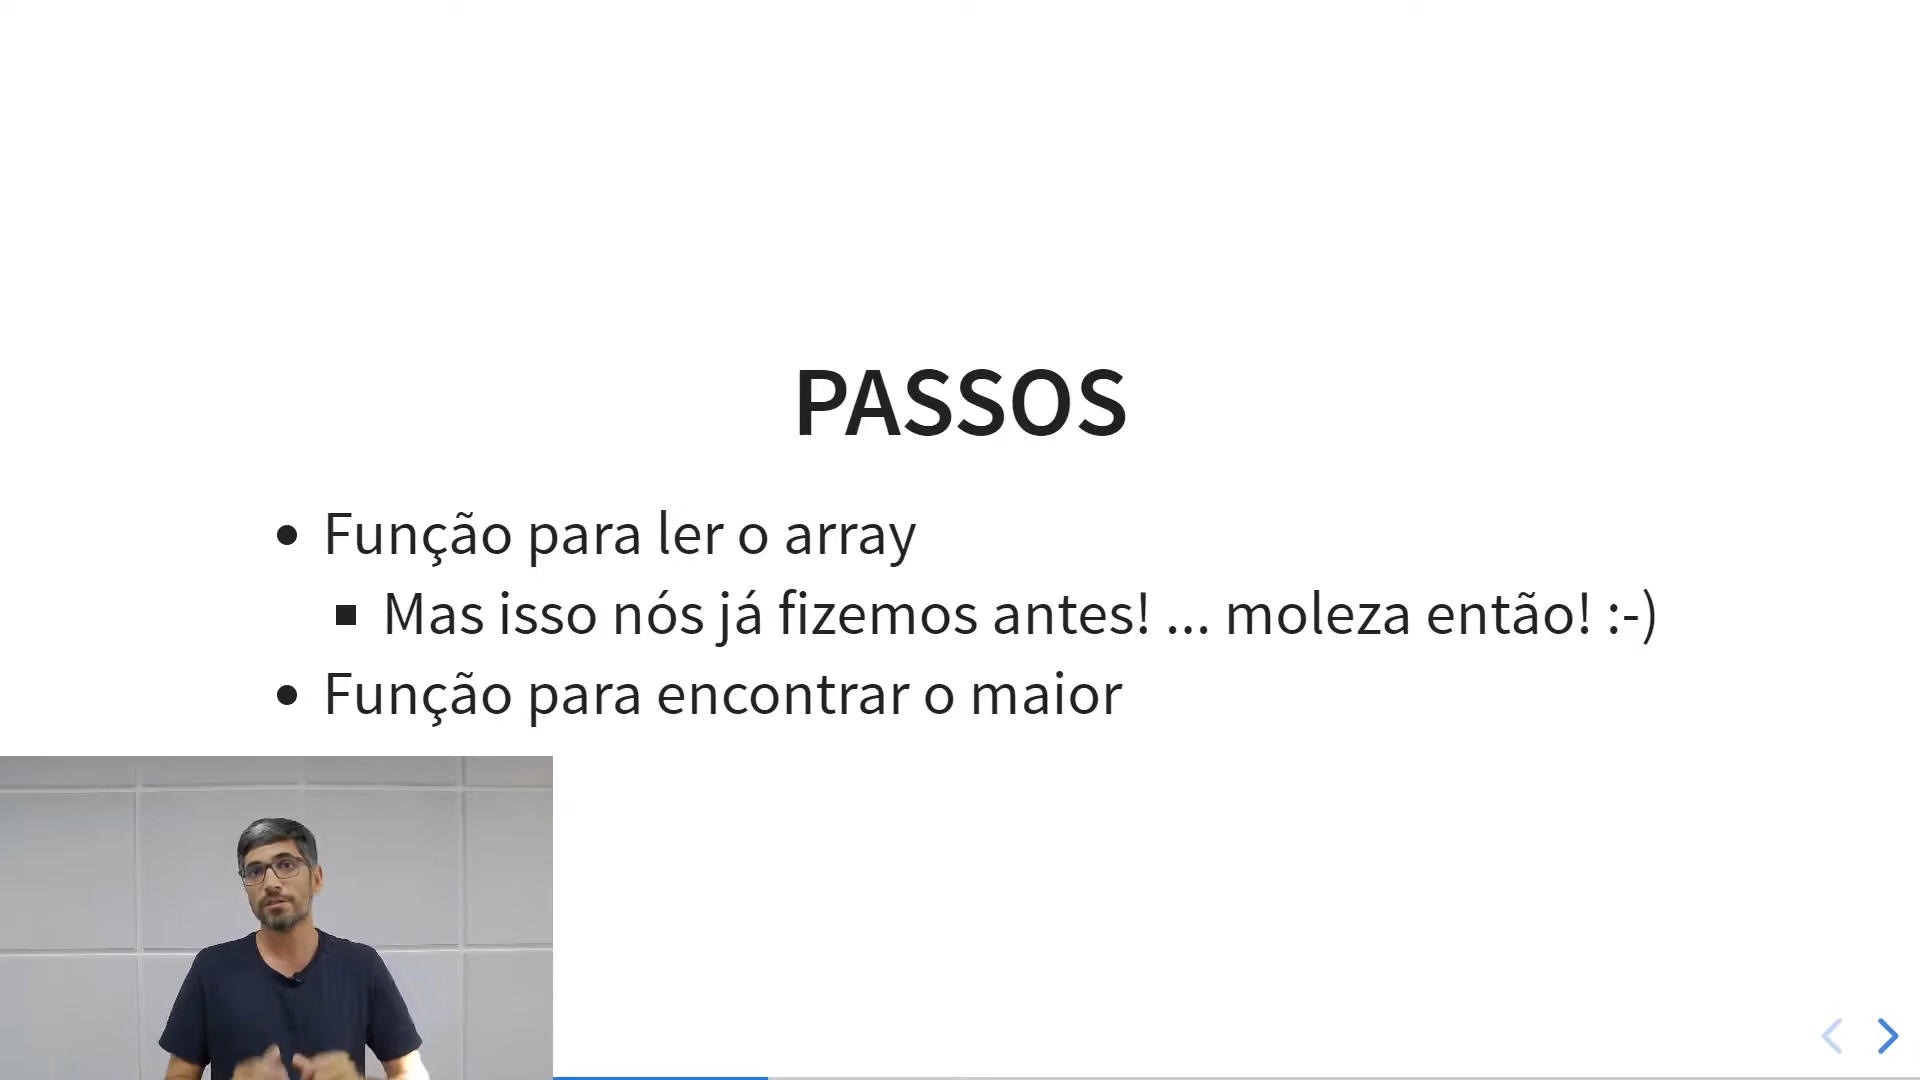 PASSOS
Função para ler o array
Mas isso nós já fizemos antes! ... moleza então! :-)
Função para encontrar o maior